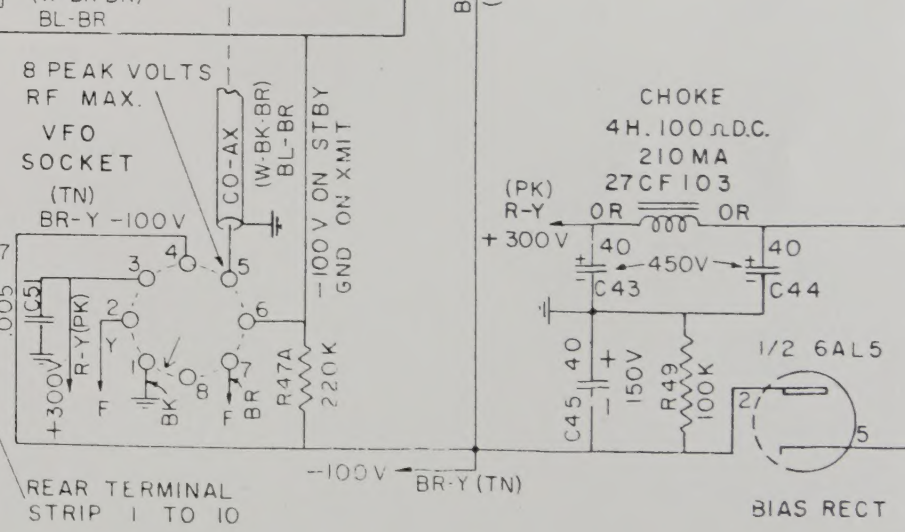 BL-BR
8 PEAK VOLTS
RF MAX.
VFO
SOCKET
(TN)
BR-Y -100V
CO-AX
(W-BK-BR)
BL-BR
-100V ON STBY
GND ON XMIT
7
.005
C5
R-Y(PK)
+300V
3
4
5
2
6
Y
1
8
7
F
BK
F
BR
R47A
220K
REAR TERMINAL
STRIP 1 TO 10
-100V
BR-Y (TN)
B
CHOKE
4H. 100 Ω D.C.
210 MA
27CF103
(PK)
R-Y
OR
OR
+300V
40
450V
40
+
-
C43
+
-
C44
C45
40
+
-
150V
R49
100K
1/2 6AL5
2
5
BIAS RECT